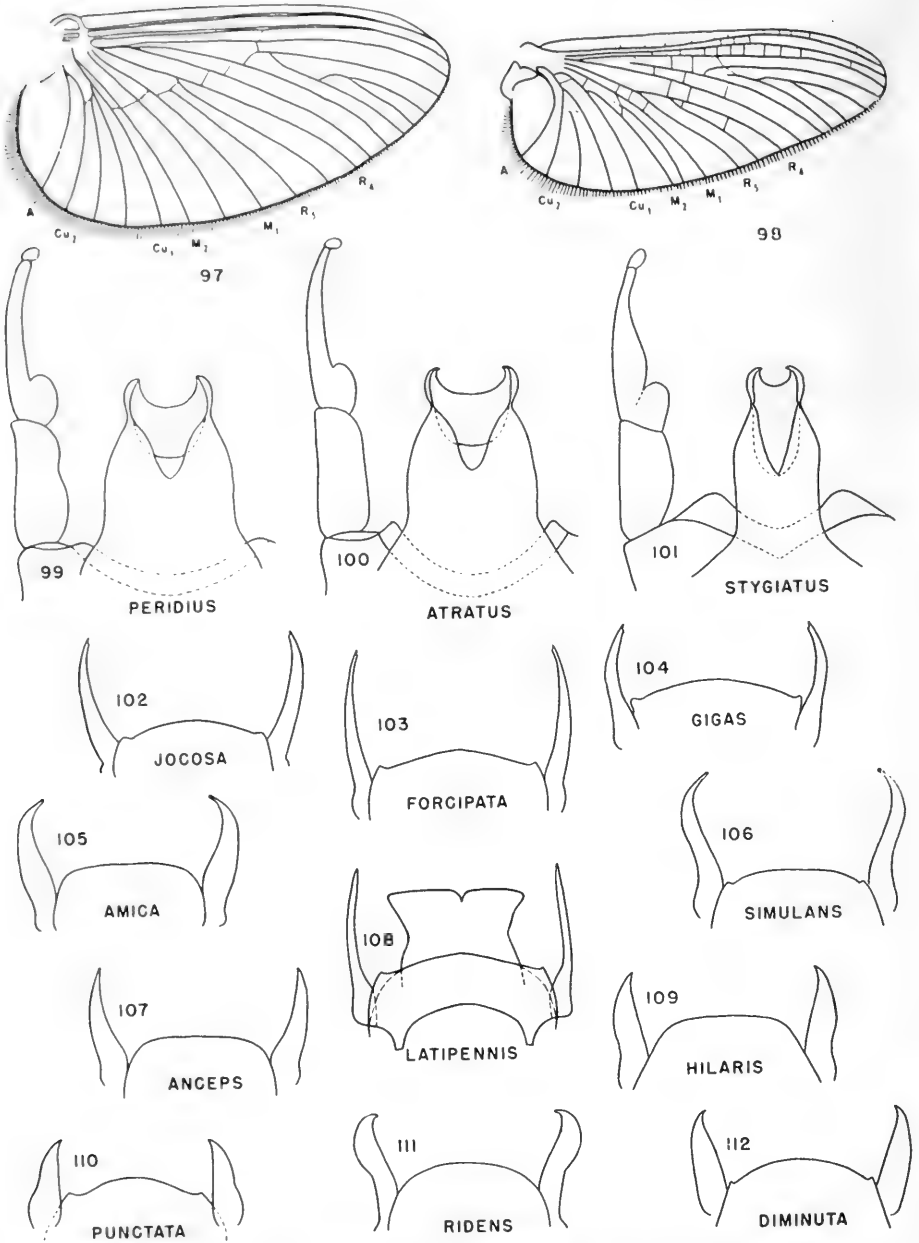 A Cu₂ Cu₁ M₂ M₁ R₅ R₄
97
A Cu₂ Cu₁ M₂ M₁ R₅ R₄
98
99
PERIDIUS
100
ATRATUS
101
STYGIATUS
102
JOCOSA
103
FORCIPATA
104
GIGAS
105
AMICA
108
LATIPENNIS
106
SIMULANS
107
ANCEPS
109
HILARIS
110
PUNCTATA
111
RIDENS
112
DIMINUTA